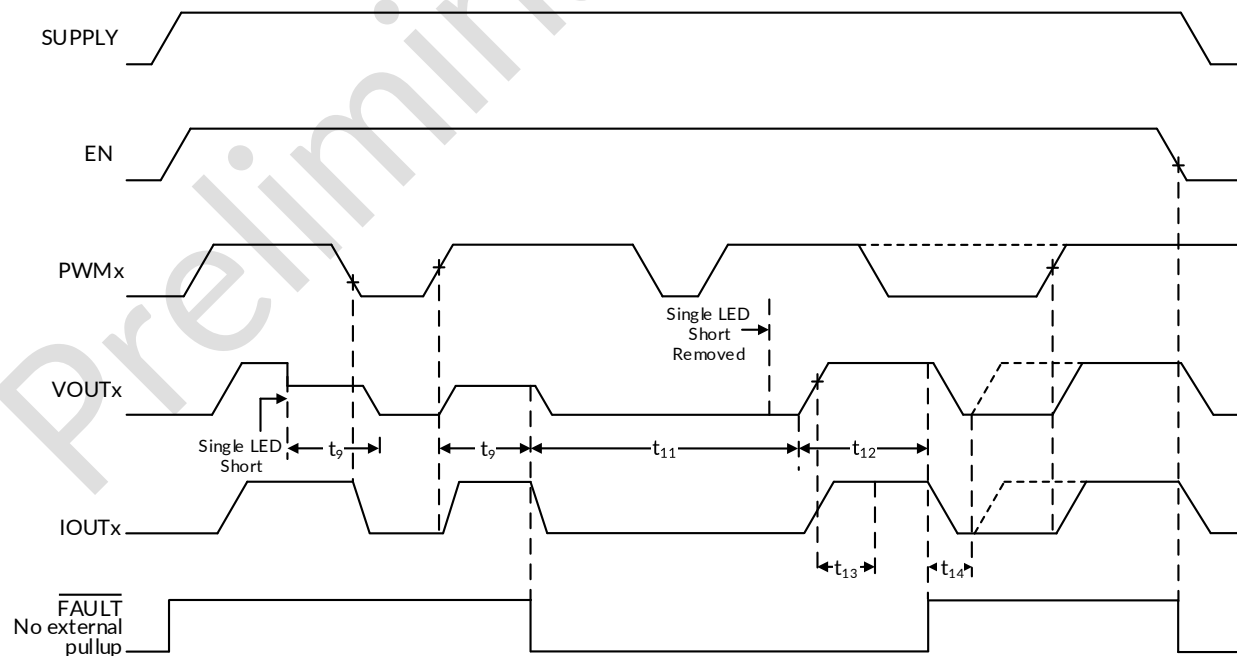 SUPPLY
EN
PWMx
Single LED
Short
Removed
VOUTx
Single LED
Short
t9
t9
t11
t12
IOUTx
t13
t14
FAULT
No external
pullup
Prelimin